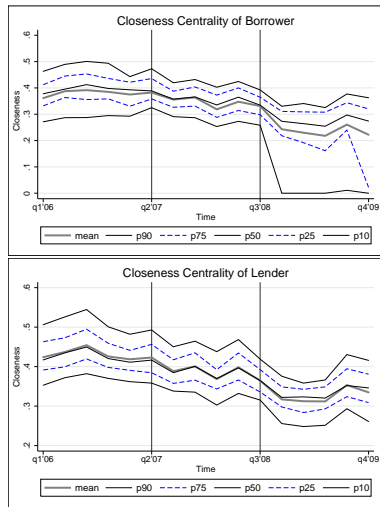 Closeness Centrality of Borrower
.6
.5
.4
.3
.2
.1
0
Closeness
q1'06 q2'07 q3'08 q4'09
Time
mean p90 p75 p50 p25 p10
Closeness Centrality of Lender
.6
.5
.4
.3
.2
Closeness
q1'06 q2'07 q3'08 q4'09
Time
mean p90 p75 p50 p25 p10